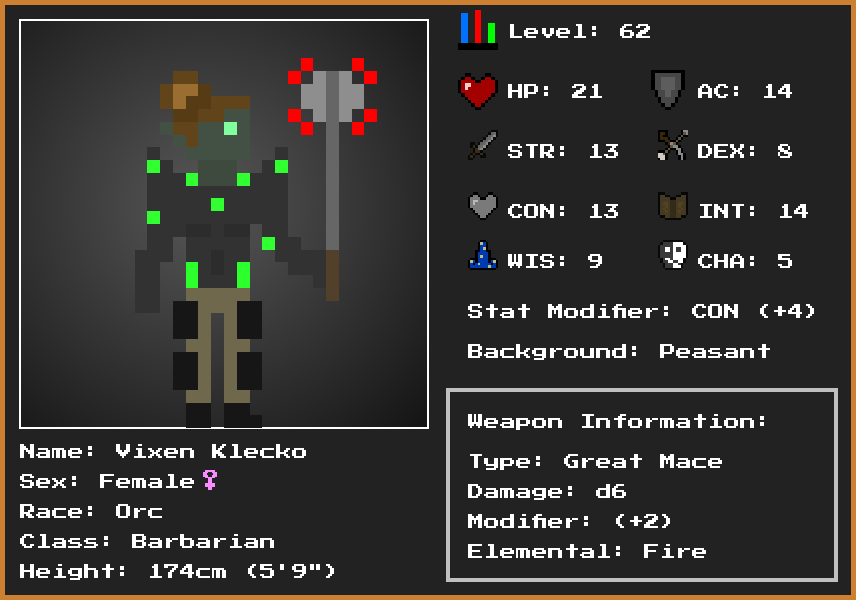 Level: 62
HP: 21 AC: 14
STR: 13 DEX: 8
CON: 13 INT: 14
WIS: 9 CHA: 5
Stat Modifier: CON (+4)
Background: Peasant
Weapon Information:
Type: Great Mace
Damage: d6
Modifier: (+2)
Elemental: Fire
Name: Vixen Klecko
Sex: Female♀
Race: Orc
Class: Barbarian
Height: 174cm (5'9")